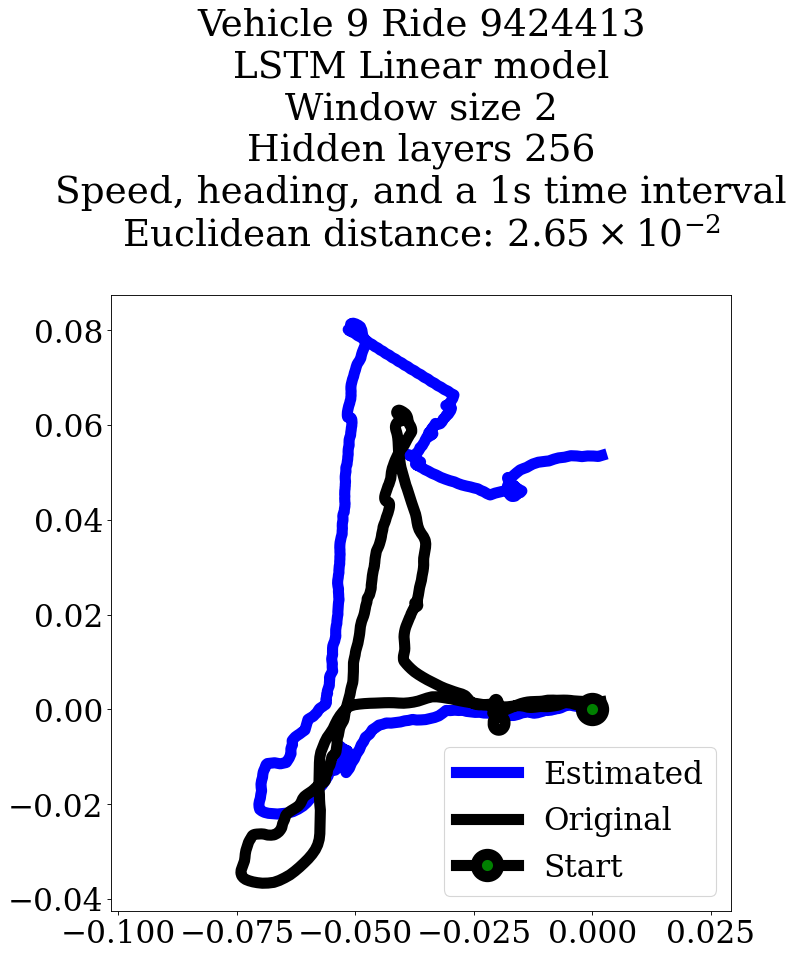 Vehicle 9 Ride 9424413
LSTM Linear model
Window size 2
Hidden layers 256
Speed, heading, and a 1s time interval
Euclidean distance: 2.65 × 10⁻²
0.08
0.06
0.04
0.02
0.00
−0.02
−0.04
Estimated
Original
Start
−0.100 −0.075 −0.050 −0.025 0.000 0.025